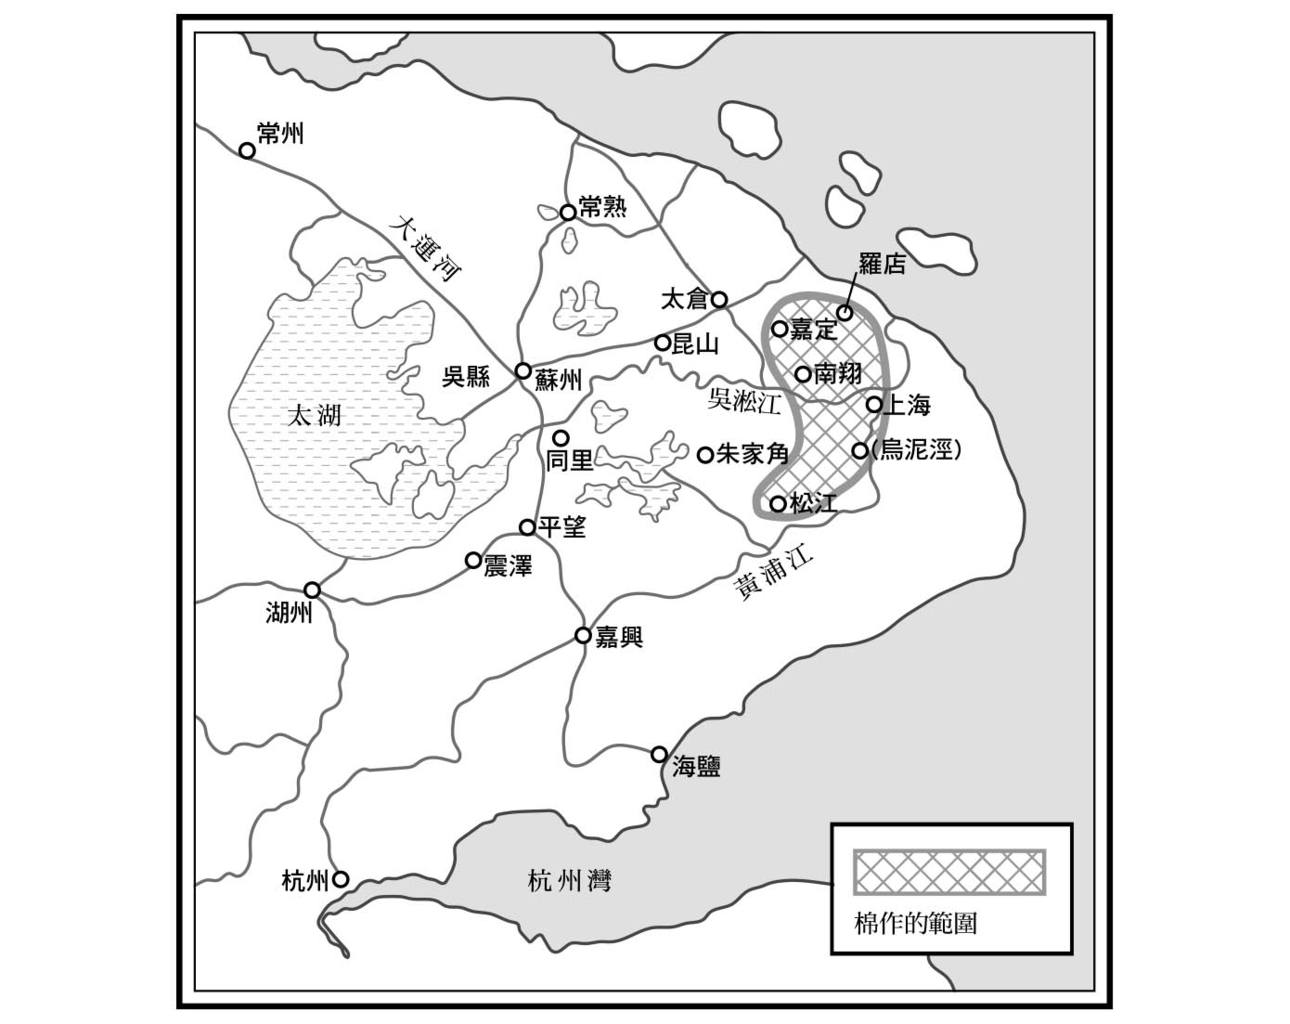 常州
大運河
常熟
羅店
太倉
嘉定
昆山
吳縣
蘇州
南翔
吳淞江
上海
太湖
同里
朱家角
(烏泥涇)
松江
平望
震澤
黃浦江
湖州
嘉興
海鹽
杭州
杭州灣
棉作的範圍